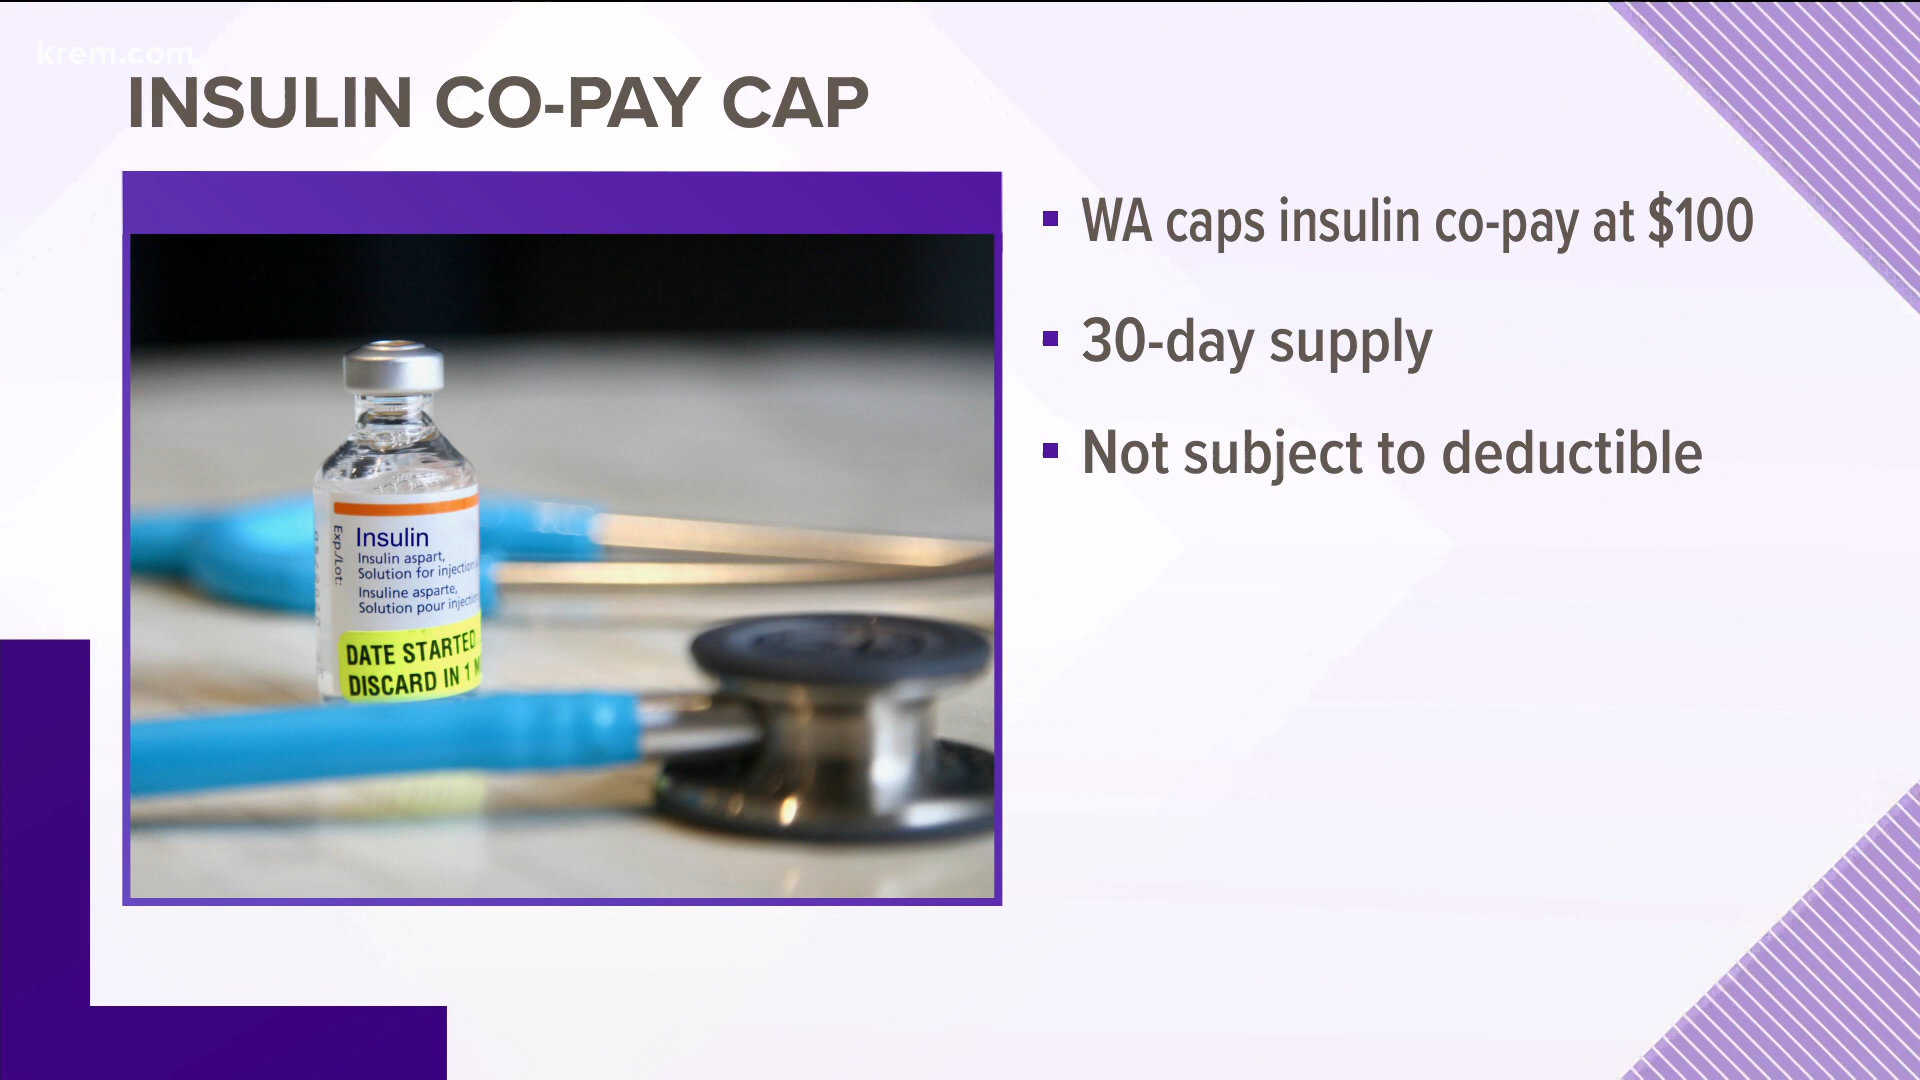 krem.com
INSULIN CO-PAY CAP
WA caps insulin co-pay at $100
30-day supply
Not subject to deductible
Exp./Lot:
Insulin
Insulin aspart,
Solution for injection
Insuline asparte,
Solution pour injection
DATE STARTED
DISCARD IN 1